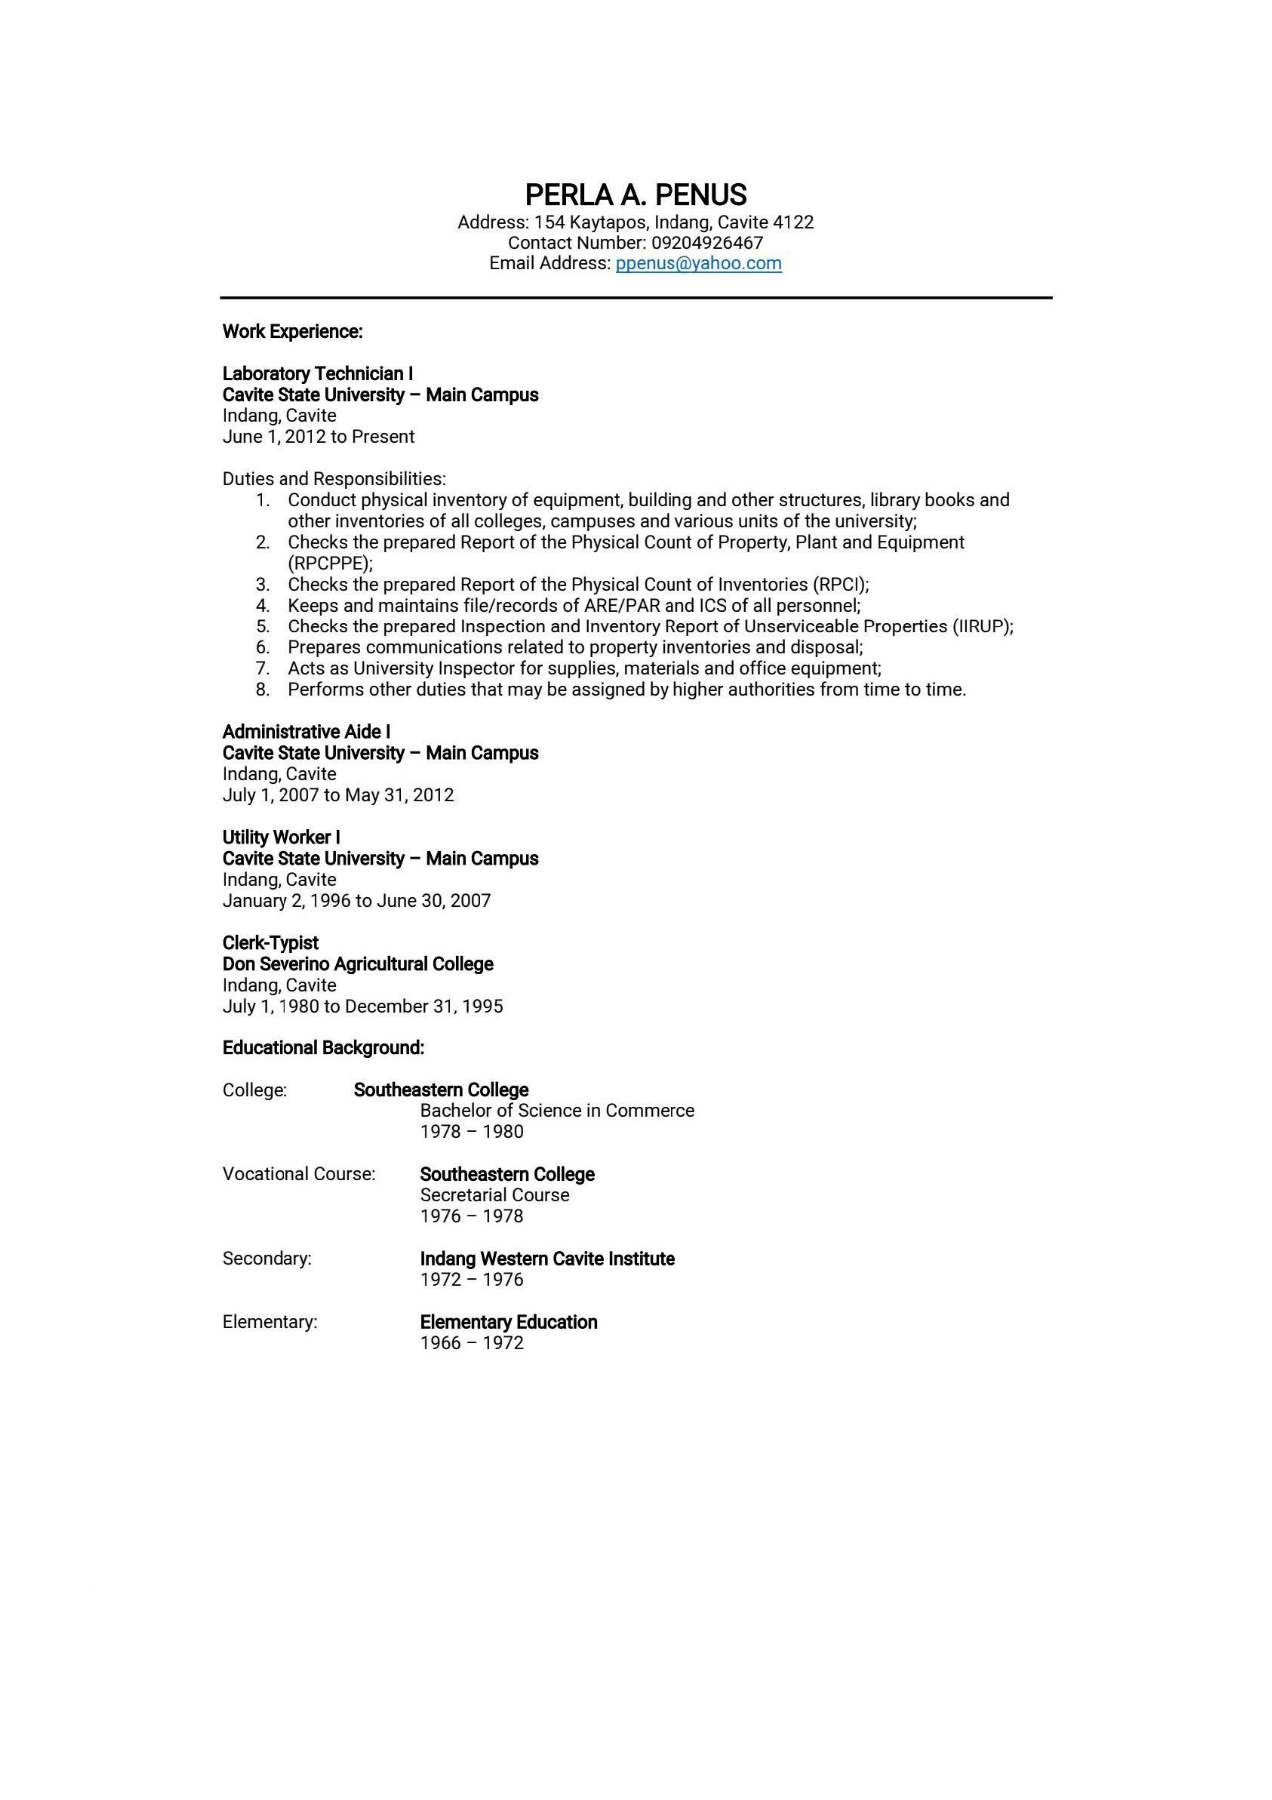 PERLA A. PENUS
Address: 154 Kaytapos, Indang, Cavite 4122
Contact Number: 09204926467
Email Address: ppenus@yahoo.com
Work Experience:
Laboratory Technician I
Cavite State University – Main Campus
Indang, Cavite
June 1, 2012 to Present
Duties and Responsibilities:
1. Conduct physical inventory of equipment, building and other structures, library books and
other inventories of all colleges, campuses and various units of the university;
2. Checks the prepared Report of the Physical Count of Property, Plant and Equipment
(RPCPPE);
3. Checks the prepared Report of the Physical Count of Inventories (RPCI);
4. Keeps and maintains file/records of ARE/PAR and ICS of all personnel;
5. Checks the prepared Inspection and Inventory Report of Unserviceable Properties (IIRUP);
6. Prepares communications related to property inventories and disposal;
7. Acts as University Inspector for supplies, materials and office equipment;
8. Performs other duties that may be assigned by higher authorities from time to time.
Administrative Aide I
Cavite State University – Main Campus
Indang, Cavite
July 1, 2007 to May 31, 2012
Utility Worker I
Cavite State University – Main Campus
Indang, Cavite
January 2, 1996 to June 30, 2007
Clerk-Typist
Don Severino Agricultural College
Indang, Cavite
July 1, 1980 to December 31, 1995
Educational Background:
College: Southeastern College
Bachelor of Science in Commerce
1978 – 1980
Vocational Course: Southeastern College
Secretarial Course
1976 – 1978
Secondary: Indang Western Cavite Institute
1972 – 1976
Elementary: Elementary Education
1966 – 1972